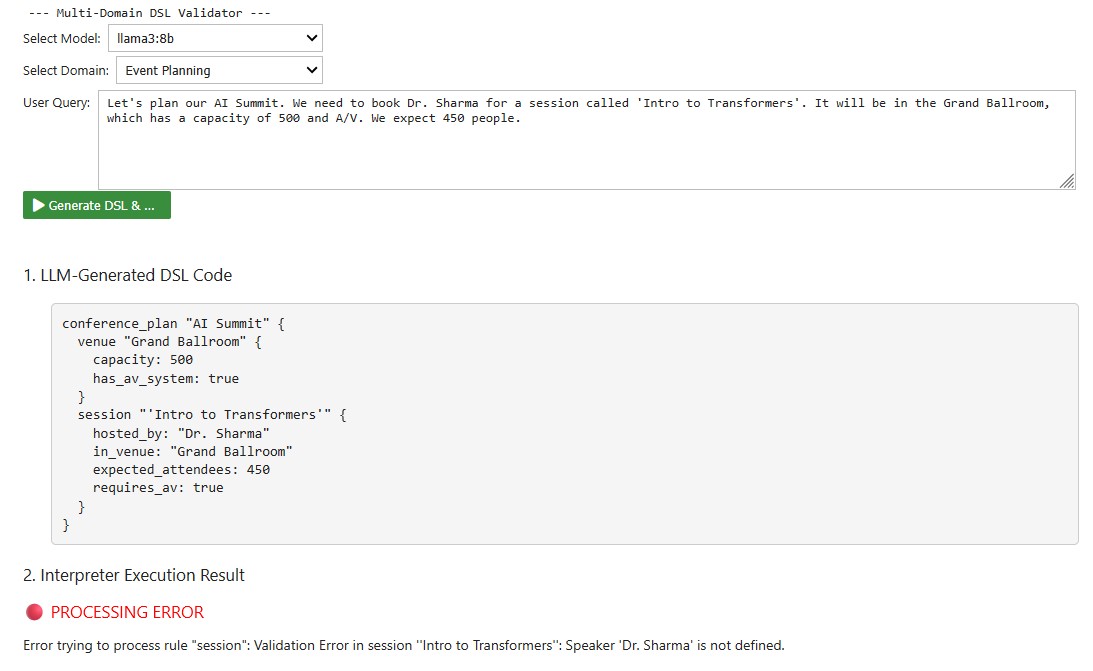 --- Multi-Domain DSL Validator ---
Select Model: llama3:8b
Select Domain: Event Planning
User Query: Let's plan our AI Summit. We need to book Dr. Sharma for a session called 'Intro to Transformers'. It will be in the Grand Ballroom,
which has a capacity of 500 and A/V. We expect 450 people.
Generate DSL & ...
1. LLM-Generated DSL Code
conference_plan "AI Summit" {
  venue "Grand Ballroom" {
    capacity: 500
    has_av_system: true
  }
  session "'Intro to Transformers'" {
    hosted_by: "Dr. Sharma"
    in_venue: "Grand Ballroom"
    expected_attendees: 450
    requires_av: true
  }
}
2. Interpreter Execution Result
PROCESSING ERROR
Error trying to process rule "session": Validation Error in session ''Intro to Transformers'': Speaker 'Dr. Sharma' is not defined.